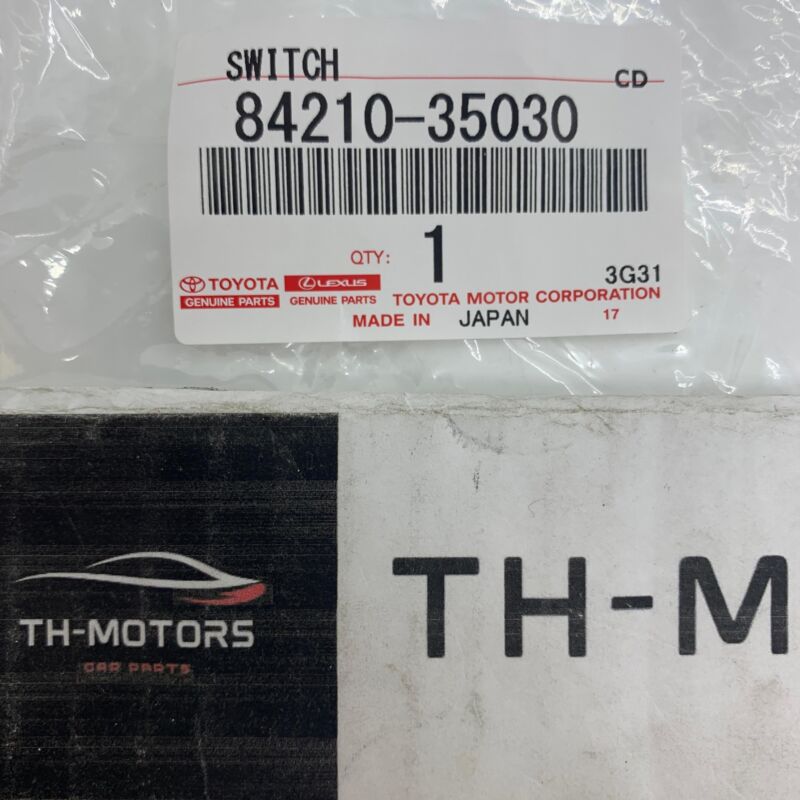 SWITCH
CD
84210-35030
QTY: 1
3G31
TOYOTA LEXUS
GENUINE PARTS GENUINE PARTS TOYOTA MOTOR CORPORATION
MADE IN JAPAN 17
TH-M
TH-MOTORS
CAR PARTS